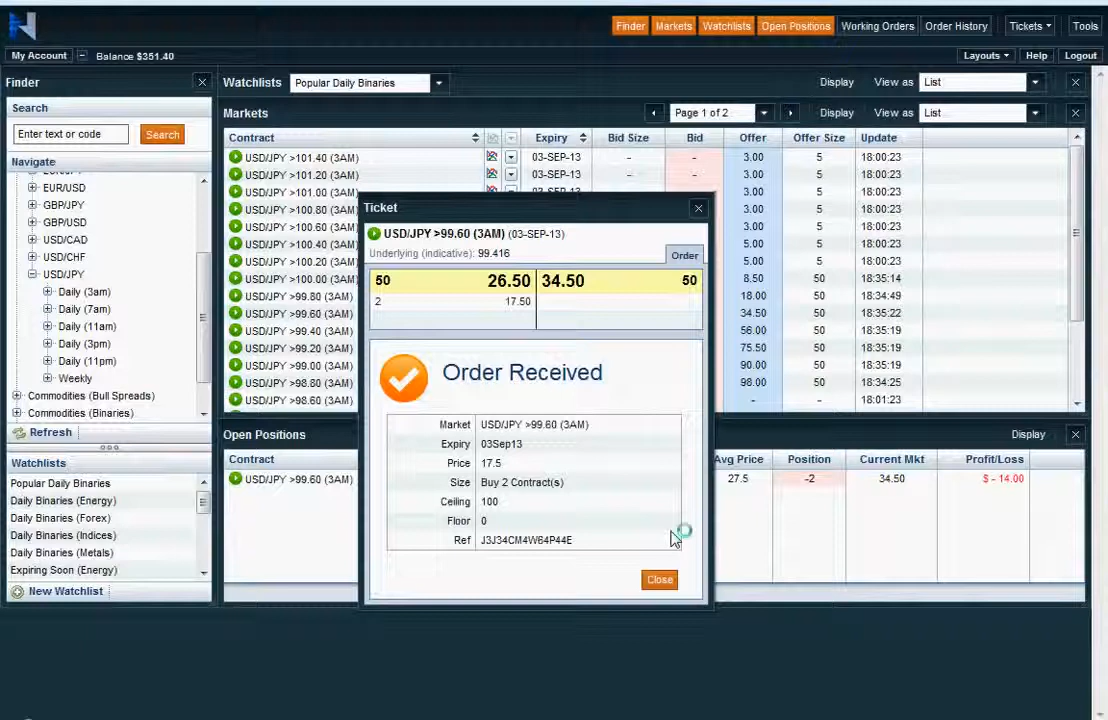 Finder Markets Watchlists Open Positions Working Orders Order History Tickets Tools
My Account Balance $351.40 Layouts Help Logout
Finder
Search
Enter text or code Search
Navigate
EUR/USD
GBP/JPY
GBP/USD
USD/CAD
USD/CHF
USD/JPY
Daily (3am)
Daily (7am)
Daily (11am)
Daily (3pm)
Daily (11pm)
Weekly
Commodities (Bull Spreads)
Commodities (Binaries)
Refresh
Watchlists
Popular Daily Binaries
Daily Binaries (Energy)
Daily Binaries (Forex)
Daily Binaries (Indices)
Daily Binaries (Metals)
Expiring Soon (Energy)
New Watchlist
Watchlists Popular Daily Binaries Display View as List
Markets Page 1 of 2 Display View as List
Contract Expiry Bid Size Bid Offer Offer Size Update
USD/JPY >101.40 (3AM) 03-SEP-13 - - 3.00 5 18:00:23
USD/JPY >101.20 (3AM) 03-SEP-13 - - 3.00 5 18:00:23
USD/JPY >101.00 (3AM) 3.00 5 18:00:23
USD/JPY >100.80 (3AM) 3.00 5 18:00:23
USD/JPY >100.60 (3AM) 3.00 5 18:00:23
USD/JPY >100.40 (3AM) 5.00 5 18:00:23
USD/JPY >100.20 (3AM) 5.00 5 18:00:23
USD/JPY >100.00 (3AM) 8.50 50 18:35:14
USD/JPY >99.80 (3AM) 18.00 50 18:34:49
USD/JPY >99.60 (3AM) 34.50 50 18:35:22
USD/JPY >99.40 (3AM) 56.00 50 18:35:19
USD/JPY >99.20 (3AM) 75.50 50 18:35:19
USD/JPY >99.00 (3AM) 90.00 50 18:35:19
USD/JPY >98.80 (3AM) 98.00 50 18:34:25
USD/JPY >98.60 (3AM) - - 18:01:23
Ticket
USD/JPY >99.60 (3AM) (03-SEP-13)
Underlying (indicative): 99.416 Order
50 26.50 34.50 50
2 17.50
Order Received
Market USD/JPY >99.60 (3AM)
Expiry 03Sep13
Price 17.5
Size Buy 2 Contract(s)
Ceiling 100
Floor 0
Ref J3J34CM4W64P44E
Close
Open Positions Display
Contract Avg Price Position Current Mkt Profit/Loss
USD/JPY >99.60 (3AM) 27.5 -2 34.50 $ - 14.00